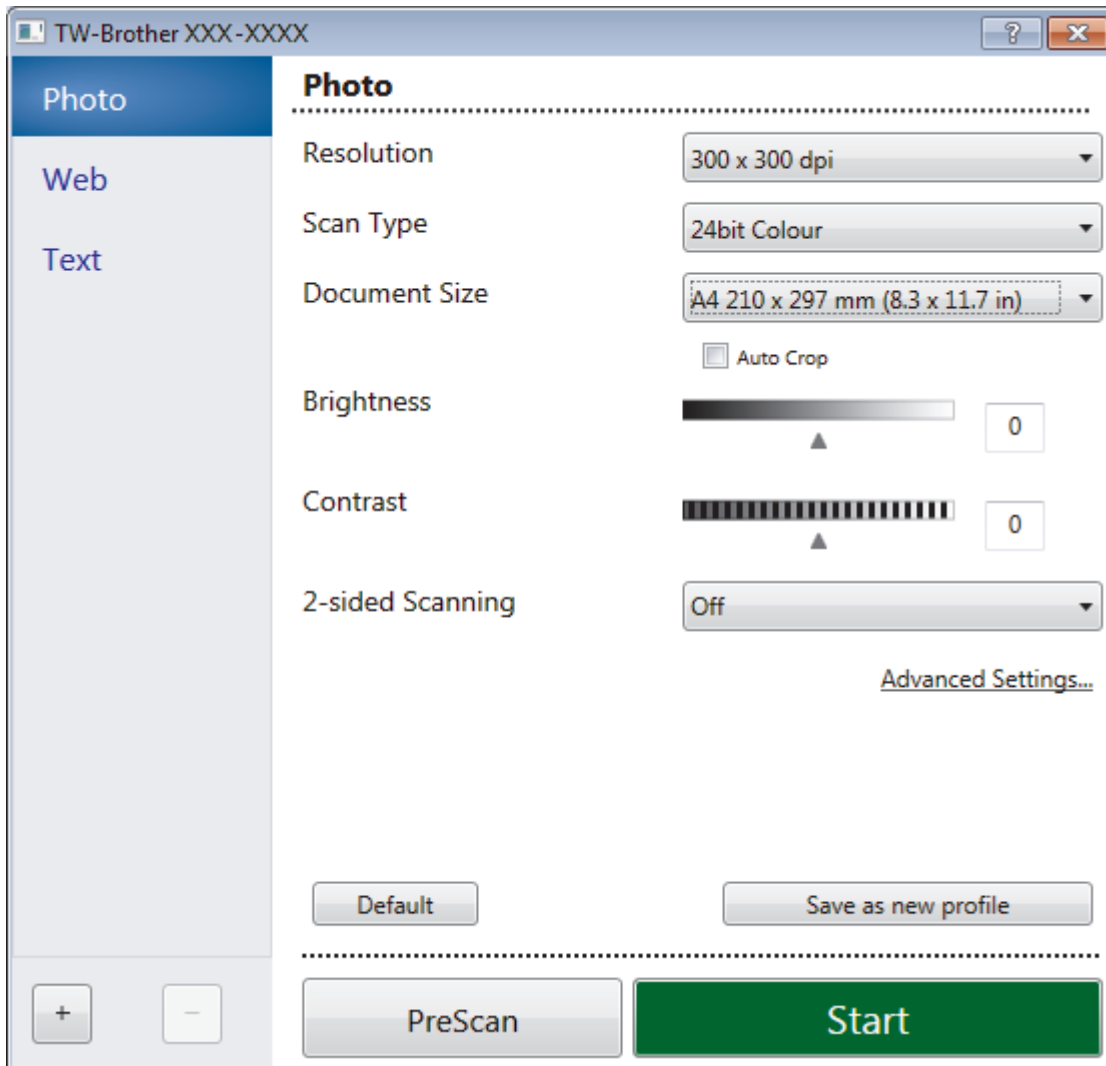 TW-Brother XXX-XXXX
Photo
Web
Text
Photo
Resolution
300 x 300 dpi
Scan Type
24bit Colour
Document Size
A4 210 x 297 mm (8.3 x 11.7 in)
Auto Crop
Brightness
0
Contrast
0
2-sided Scanning
Off
Advanced Settings...
Default
Save as new profile
+
−
PreScan
Start